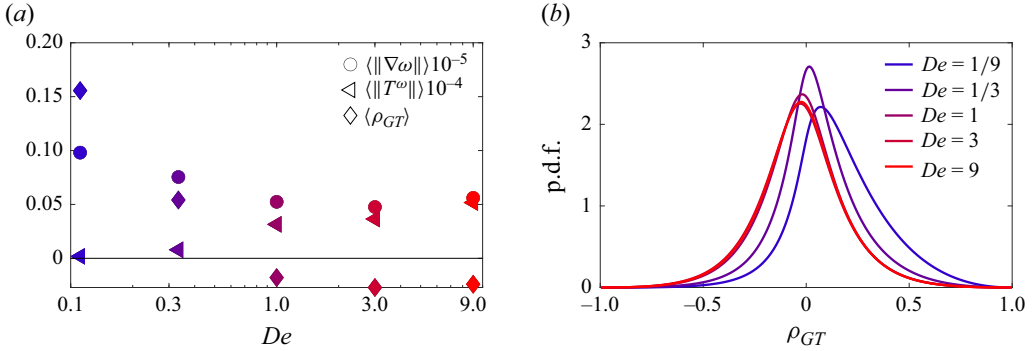 (a)
0.20
0.15
0.10
0.05
0
0.1
0.3
1.0
3.0
9.0
De
⟨‖∇ω‖⟩10⁻⁵
⟨‖T^ω‖⟩10⁻⁴
⟨ρ_GT⟩
(b)
3
2
1
0
p.d.f.
−1.0
−0.5
0
0.5
1.0
ρ_GT
De = 1/9
De = 1/3
De = 1
De = 3
De = 9